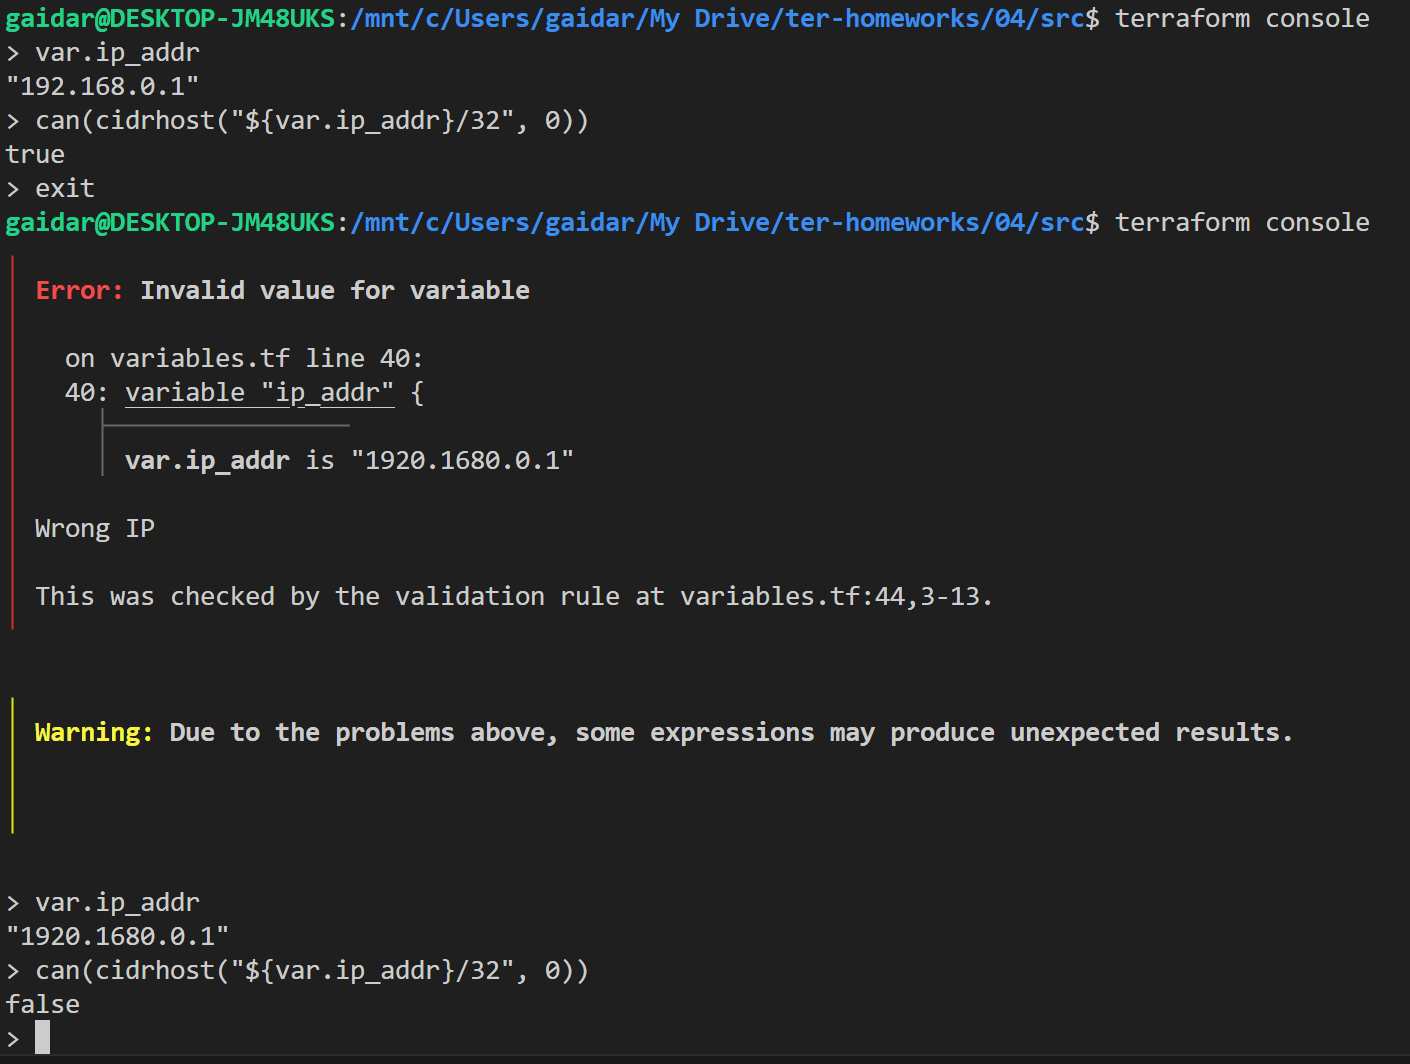 gaidar@DESKTOP-JM48UKS:/mnt/c/Users/gaidar/My Drive/ter-homeworks/04/src$ terraform console
> var.ip_addr
"192.168.0.1"
> can(cidrhost("${var.ip_addr}/32", 0))
true
> exit
gaidar@DESKTOP-JM48UKS:/mnt/c/Users/gaidar/My Drive/ter-homeworks/04/src$ terraform console
Error: Invalid value for variable
on variables.tf line 40:
40: variable "ip_addr" {
var.ip_addr is "1920.1680.0.1"
Wrong IP
This was checked by the validation rule at variables.tf:44,3-13.
Warning: Due to the problems above, some expressions may produce unexpected results.
> var.ip_addr
"1920.1680.0.1"
> can(cidrhost("${var.ip_addr}/32", 0))
false
>